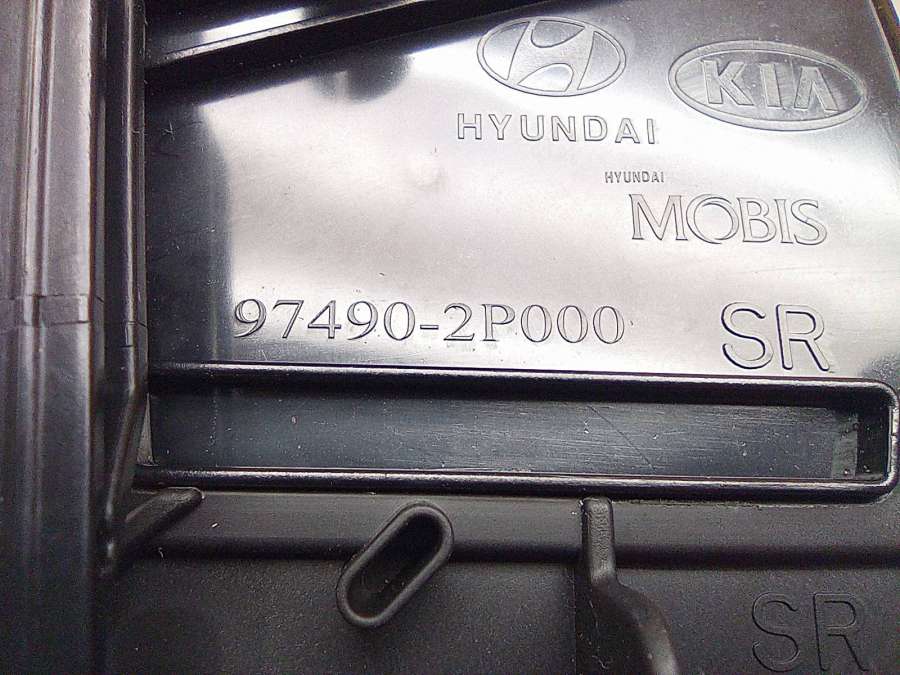 HYUNDAI
KIA
HYUNDAI
MOBIS
97490-2P000
SR
SR